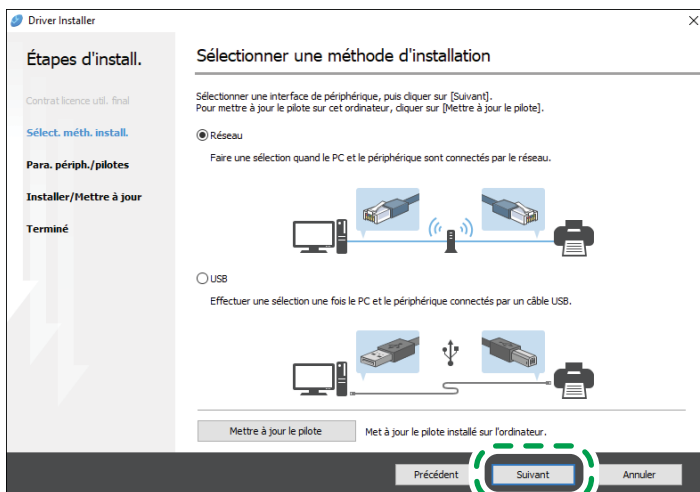 Driver Installer
Étapes d'install.
Contrat licence util. final
Sélect. méth. install.
Para. périph./pilotes
Installer/Mettre à jour
Terminé
Sélectionner une méthode d'installation
Sélectionner une interface de périphérique, puis cliquer sur [Suivant].
Pour mettre à jour le pilote sur cet ordinateur, cliquer sur [Mettre à jour le pilote].
Réseau
Faire une sélection quand le PC et le périphérique sont connectés par le réseau.
USB
Effectuer une sélection une fois le PC et le périphérique connectés par un câble USB.
Mettre à jour le pilote
Met à jour le pilote installé sur l'ordinateur.
Précédent
Suivant
Annuler